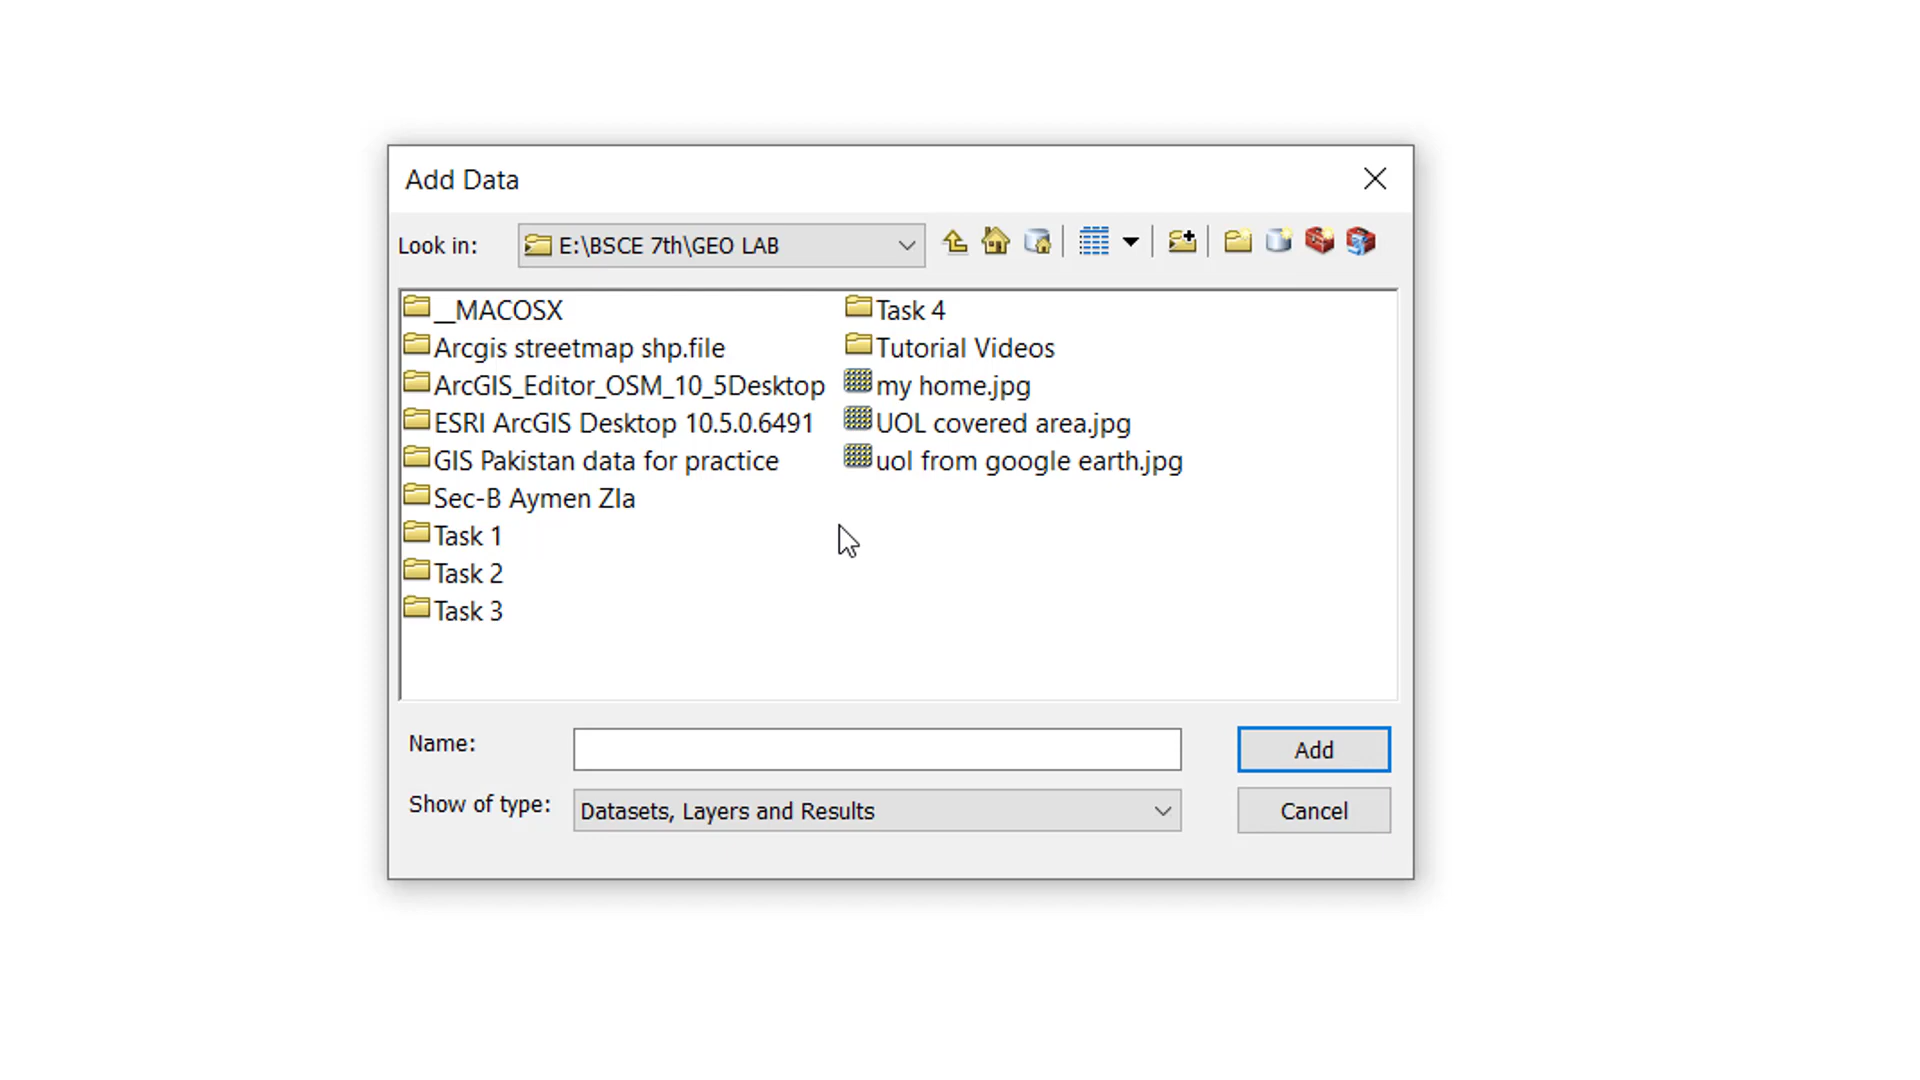 Add Data
Look in:
E:\BSCE 7th\GEO LAB
__MACOSX
Arcgis streetmap shp.file
ArcGIS_Editor_OSM_10_5Desktop
ESRI ArcGIS Desktop 10.5.0.6491
GIS Pakistan data for practice
Sec-B Aymen ZIa
Task 1
Task 2
Task 3
Task 4
Tutorial Videos
my home.jpg
UOL covered area.jpg
uol from google earth.jpg
Name:
Add
Show of type:
Datasets, Layers and Results
Cancel